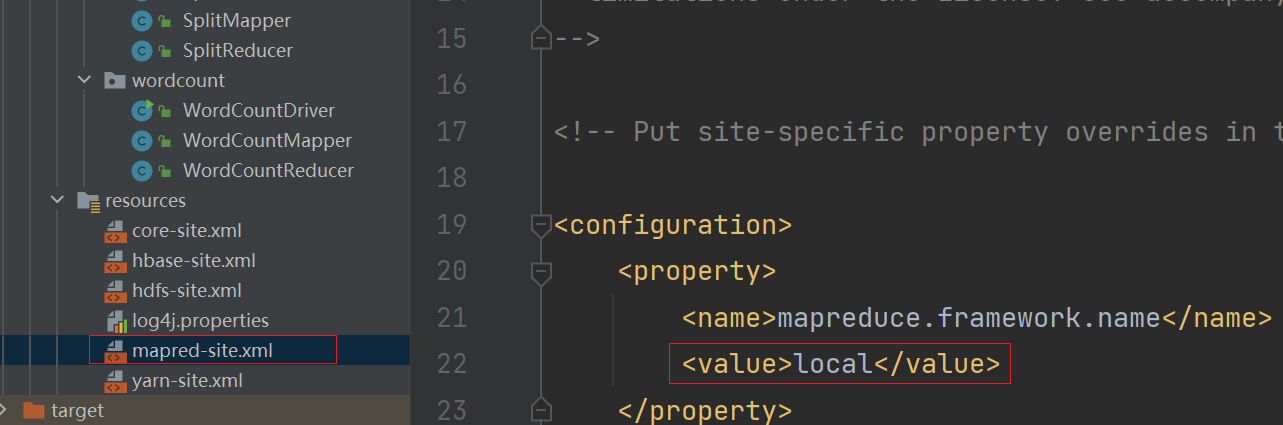 SplitMapper
SplitReducer
wordcount
WordCountDriver
WordCountMapper
WordCountReducer
resources
core-site.xml
hbase-site.xml
hdfs-site.xml
log4j.properties
mapred-site.xml
yarn-site.xml
target
15 -->
16
17 <!-- Put site-specific property overrides in
18
19 <configuration>
20 <property>
21 <name>mapreduce.framework.name</name>
22 <value>local</value>
23 </property>